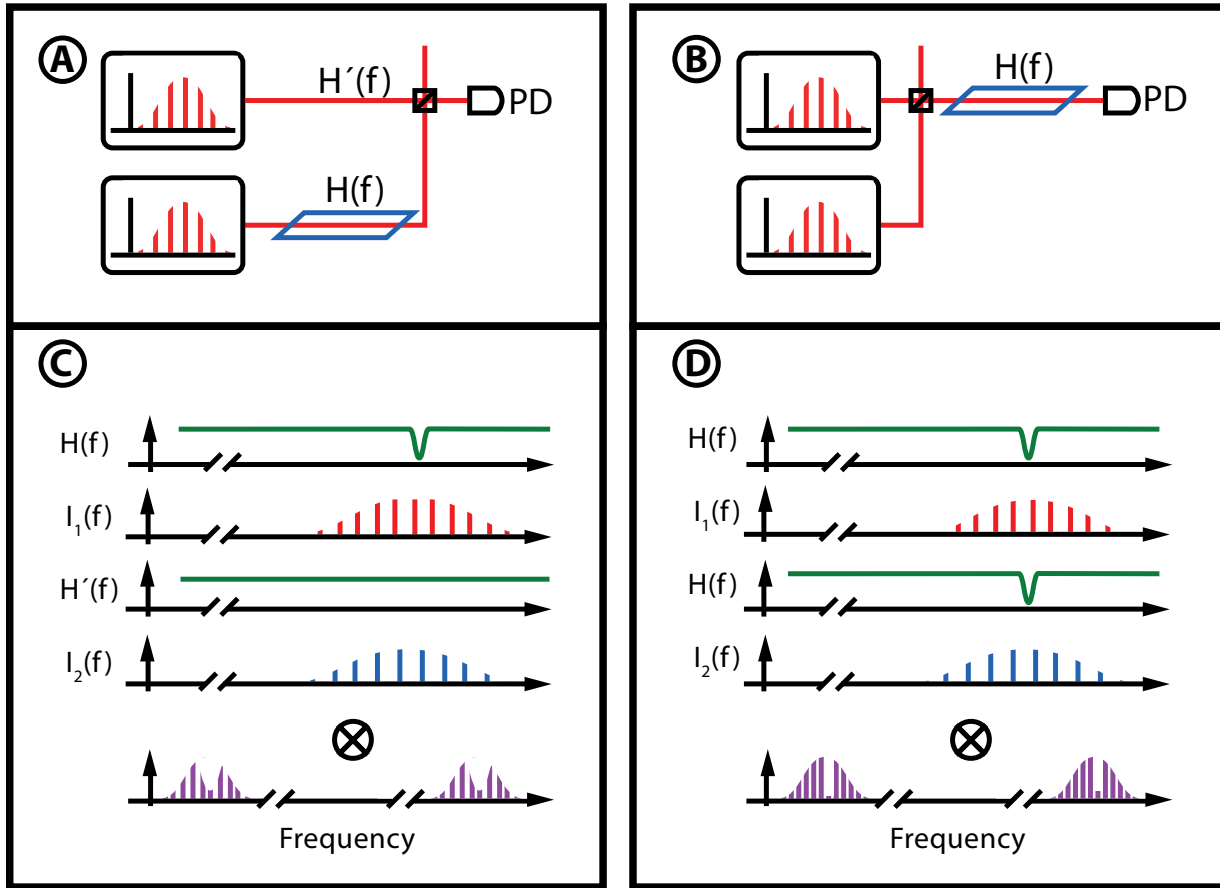 A
H´(f)
PD
H(f)
B
H(f)
PD
C
H(f)
I₁(f)
H´(f)
I₂(f)
Frequency
D
H(f)
I₁(f)
H(f)
I₂(f)
Frequency